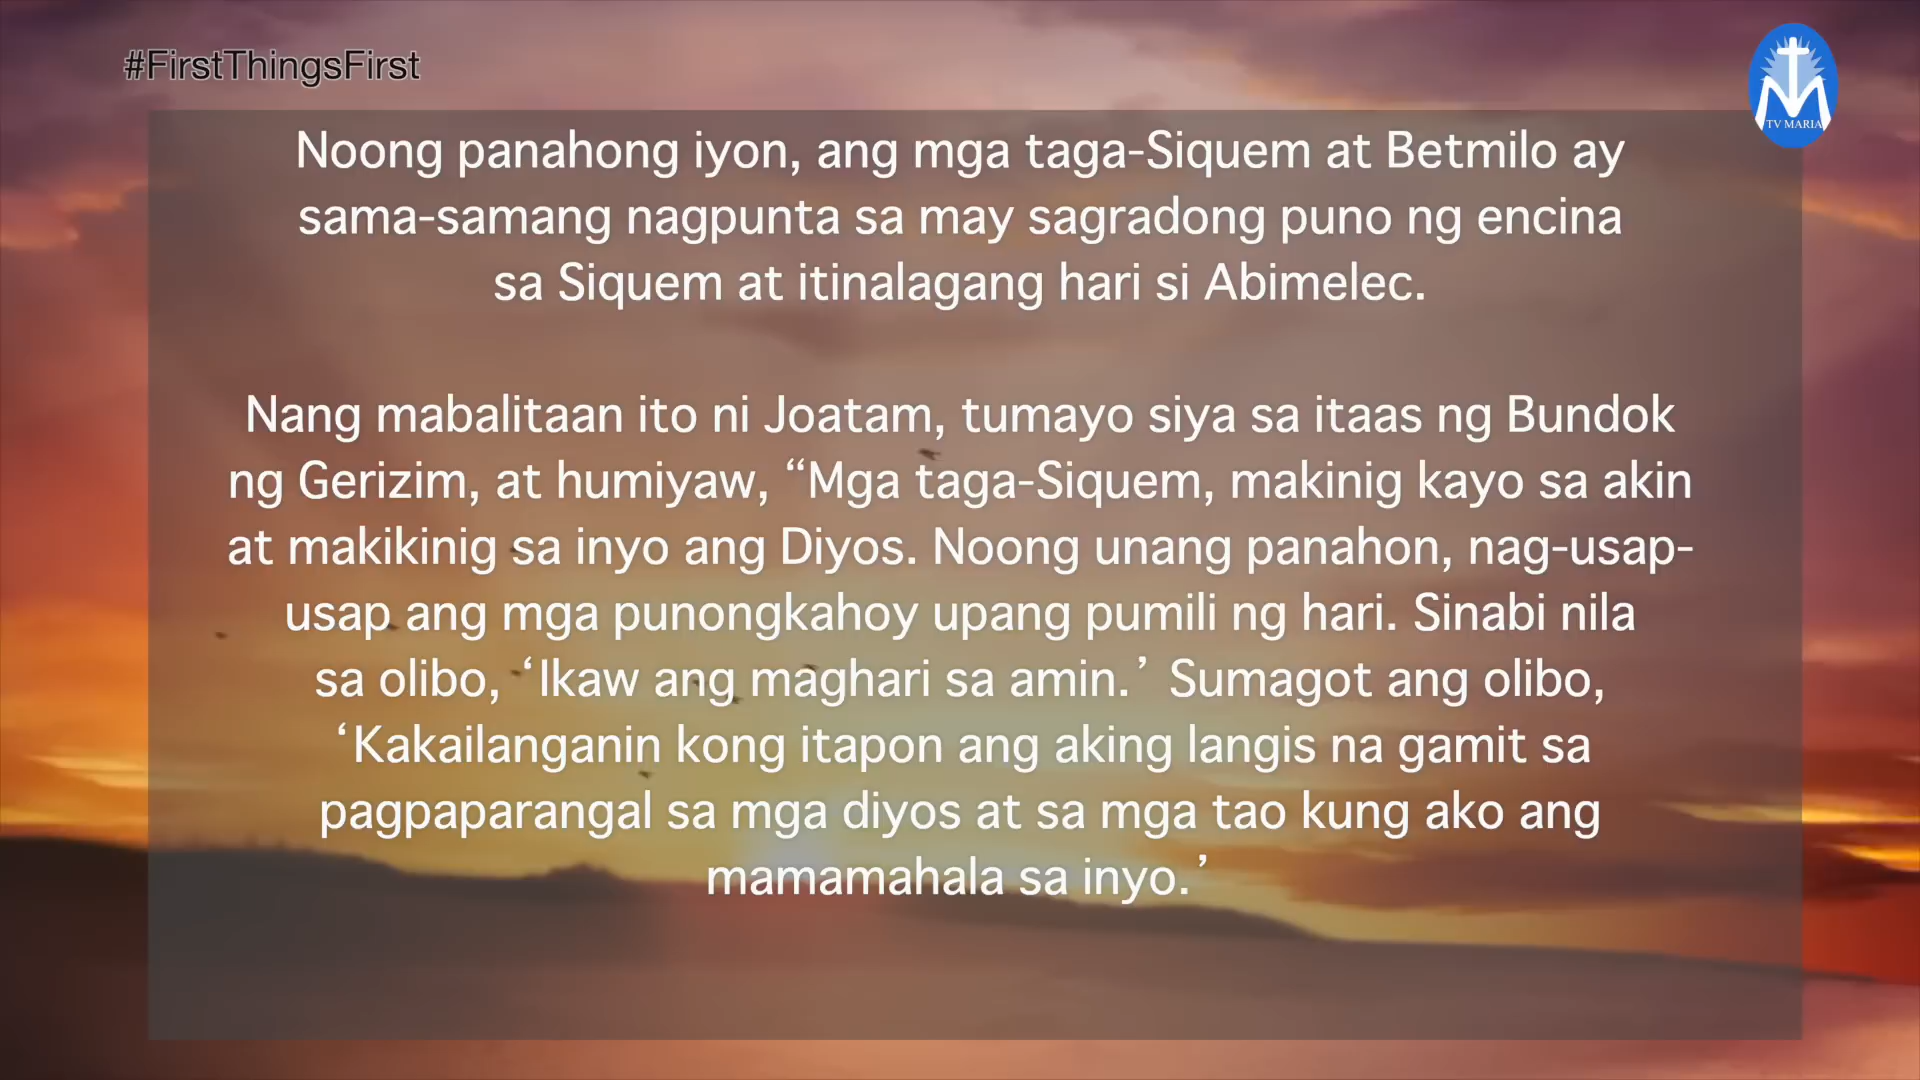 #FirstThingsFirst
TV MARIA
Noong panahong iyon, ang mga taga-Siquem at Betmilo ay
sama-samang nagpunta sa may sagradong puno ng encina
sa Siquem at itinalagang hari si Abimelec.
Nang mabalitaan ito ni Joatam, tumayo siya sa itaas ng Bundok
ng Gerizim, at humiyaw, “Mga taga-Siquem, makinig kayo sa akin
at makikinig sa inyo ang Diyos. Noong unang panahon, nag-usap-
usap ang mga punongkahoy upang pumili ng hari. Sinabi nila
sa olibo, ‘Ikaw ang maghari sa amin.’ Sumagot ang olibo,
‘Kakailanganin kong itapon ang aking langis na gamit sa
pagpaparangal sa mga diyos at sa mga tao kung ako ang
mamamahala sa inyo.’